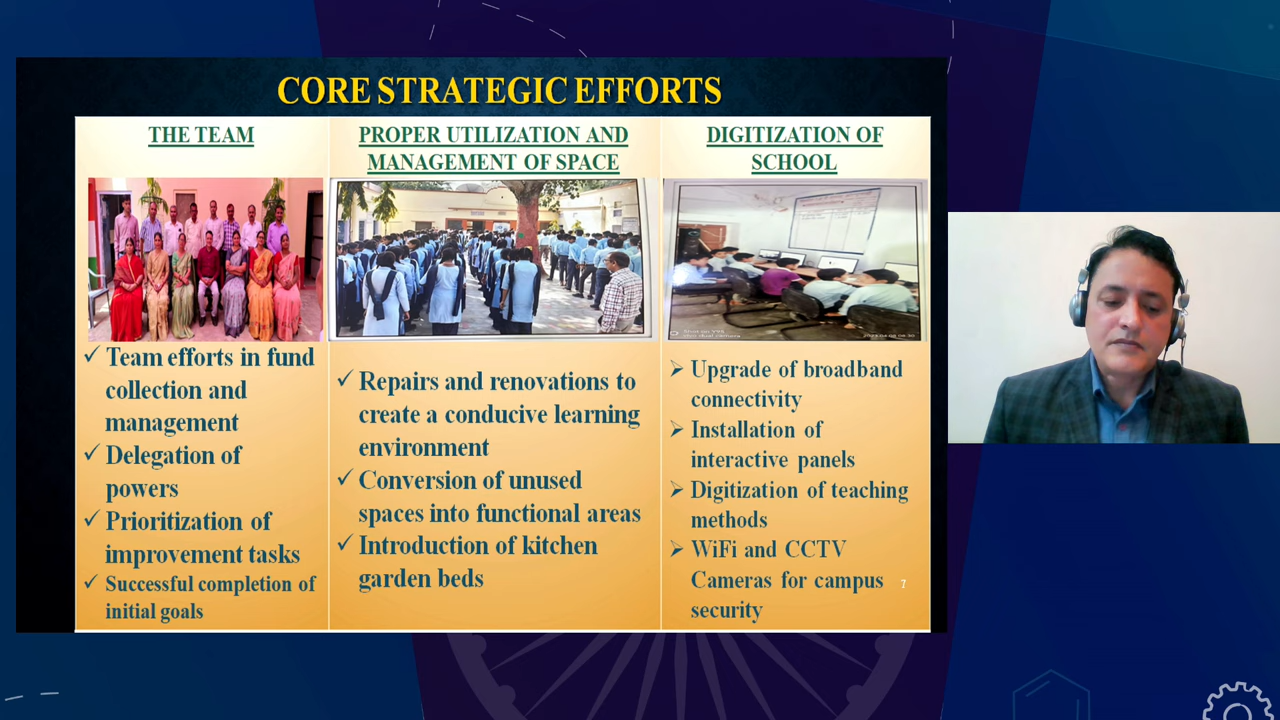 CORE STRATEGIC EFFORTS
THE TEAM
Team efforts in fund
collection and
management
Delegation of
powers
Prioritization of
improvement tasks
Successful completion of
initial goals
PROPER UTILIZATION AND
MANAGEMENT OF SPACE
Repairs and renovations to
create a conducive learning
environment
Conversion of unused
spaces into functional areas
Introduction of kitchen
garden beds
DIGITIZATION OF
SCHOOL
Upgrade of broadband
connectivity
Installation of
interactive panels
Digitization of teaching
methods
WiFi and CCTV
Cameras for campus
security
7